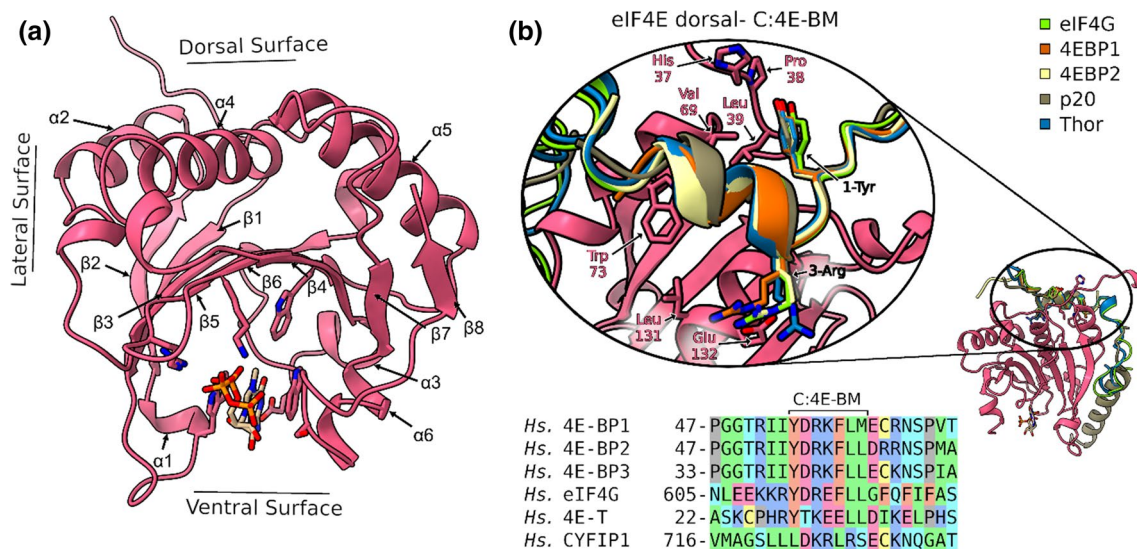 (a)
Dorsal Surface
α2
α4
α5
Lateral Surface
β1
β2
β6
β4
β3
β5
β7
β8
α3
α6
α1
Ventral Surface
(b)
eIF4E dorsal- C:4E-BM
eIF4G
4EBP1
4EBP2
p20
Thor
His
37
Pro
38
Val
69
Leu
39
1-Tyr
Trp
73
3-Arg
Leu
131
Glu
132
C:4E-BM
Hs. 4E-BP1 47-PGGTRIIYDRKFLMECRNSPVT
Hs. 4E-BP2 47-PGGTRIIYDRKFLLDRRNSPMA
Hs. 4E-BP3 33-PGGTRIIYDRKFLLECKNSPIA
Hs. eIF4G 605-NLEEKKRYDREFLLGFQFIFAS
Hs. 4E-T 22-ASKCPHRYTKEELLDIKELPHS
Hs. CYFIP1 716-VMAGSLLLDKRLRSECKNQGAT